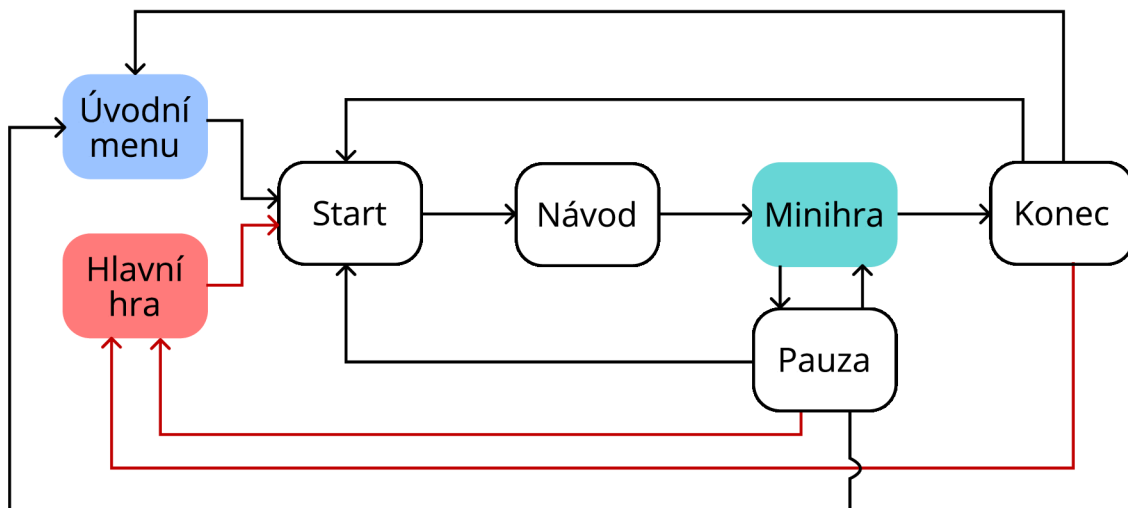 Úvodní
menu
Hlavní
hra
Start
Návod
Minihra
Konec
Pauza